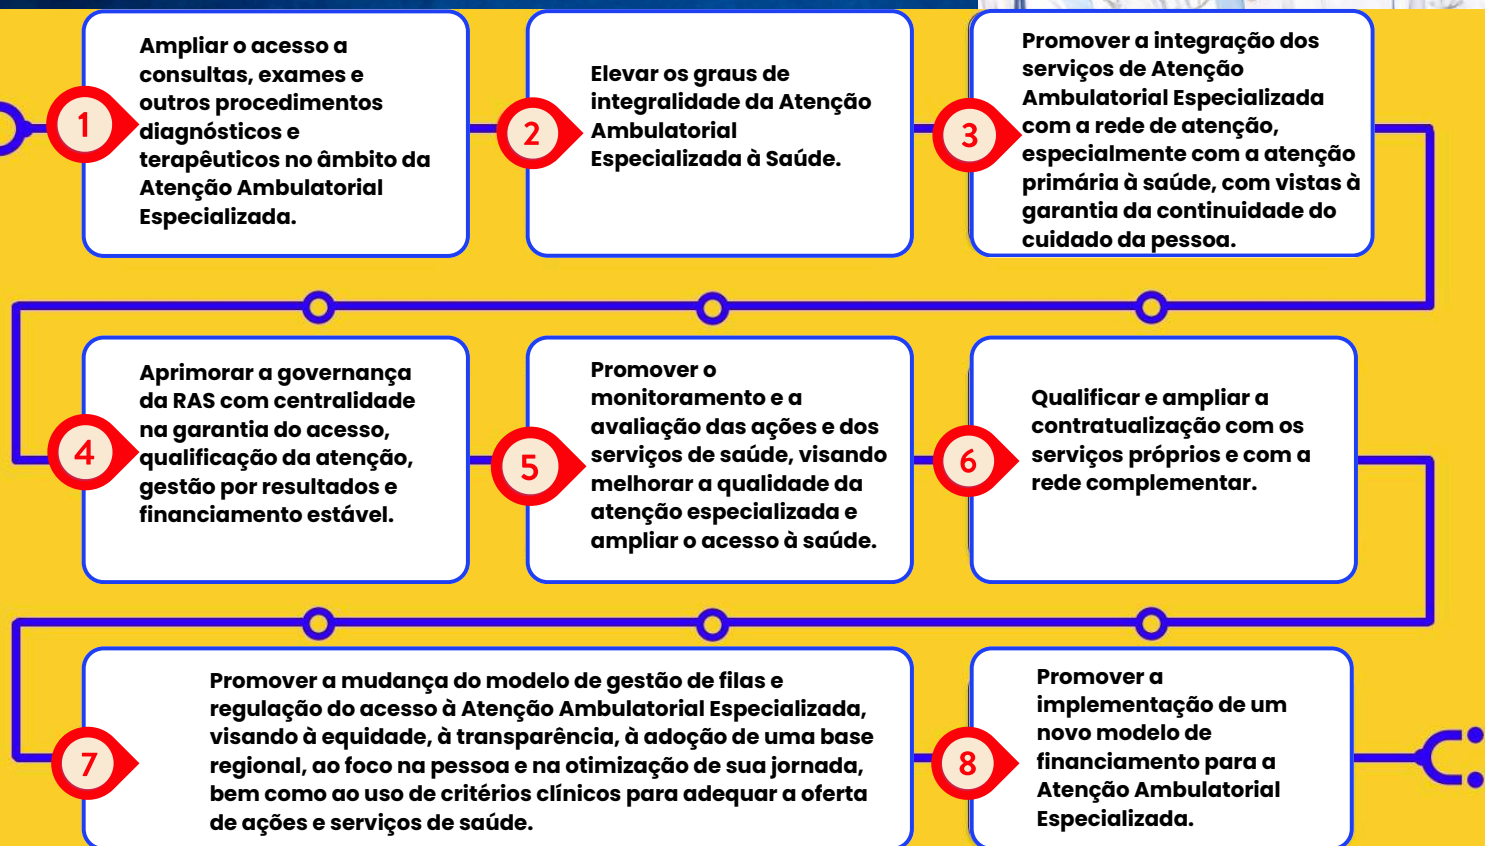 1
Ampliar o acesso a
consultas, exames e
outros procedimentos
diagnósticos e
terapêuticos no âmbito da
Atenção Ambulatorial
Especializada.
2
Elevar os graus de
integralidade da Atenção
Ambulatorial
Especializada à Saúde.
3
Promover a integração dos
serviços de Atenção
Ambulatorial Especializada
com a rede de atenção,
especialmente com a atenção
primária à saúde, com vistas à
garantia da continuidade do
cuidado da pessoa.
4
Aprimorar a governança
da RAS com centralidade
na garantia do acesso,
qualificação da atenção,
gestão por resultados e
financiamento estável.
5
Promover o
monitoramento e a
avaliação das ações e dos
serviços de saúde, visando
melhorar a qualidade da
atenção especializada e
ampliar o acesso à saúde.
6
Qualificar e ampliar a
contratualização com os
serviços próprios e com a
rede complementar.
7
Promover a mudança do modelo de gestão de filas e
regulação do acesso à Atenção Ambulatorial Especializada,
visando à equidade, à transparência, à adoção de uma base
regional, ao foco na pessoa e na otimização de sua jornada,
bem como ao uso de critérios clínicos para adequar a oferta
de ações e serviços de saúde.
8
Promover a
implementação de um
novo modelo de
financiamento para a
Atenção Ambulatorial
Especializada.